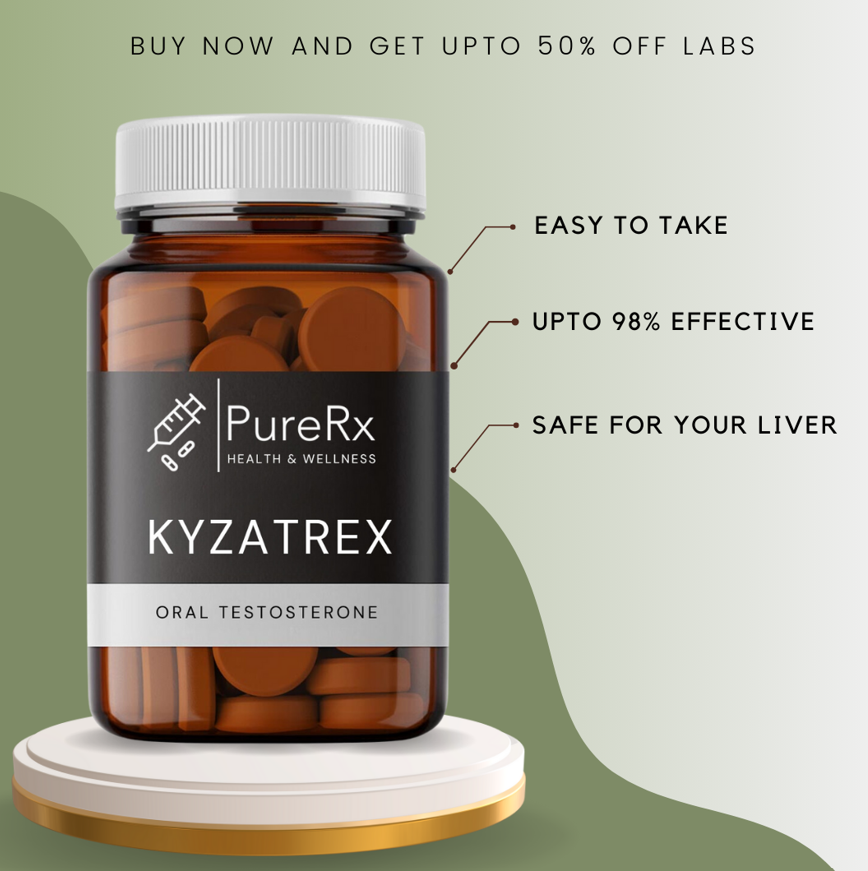 BUY NOW AND GET UPTO 50% OFF LABS
EASY TO TAKE
UPTO 98% EFFECTIVE
SAFE FOR YOUR LIVER
PureRx
HEALTH & WELLNESS
KYZATREX
ORAL TESTOSTERONE